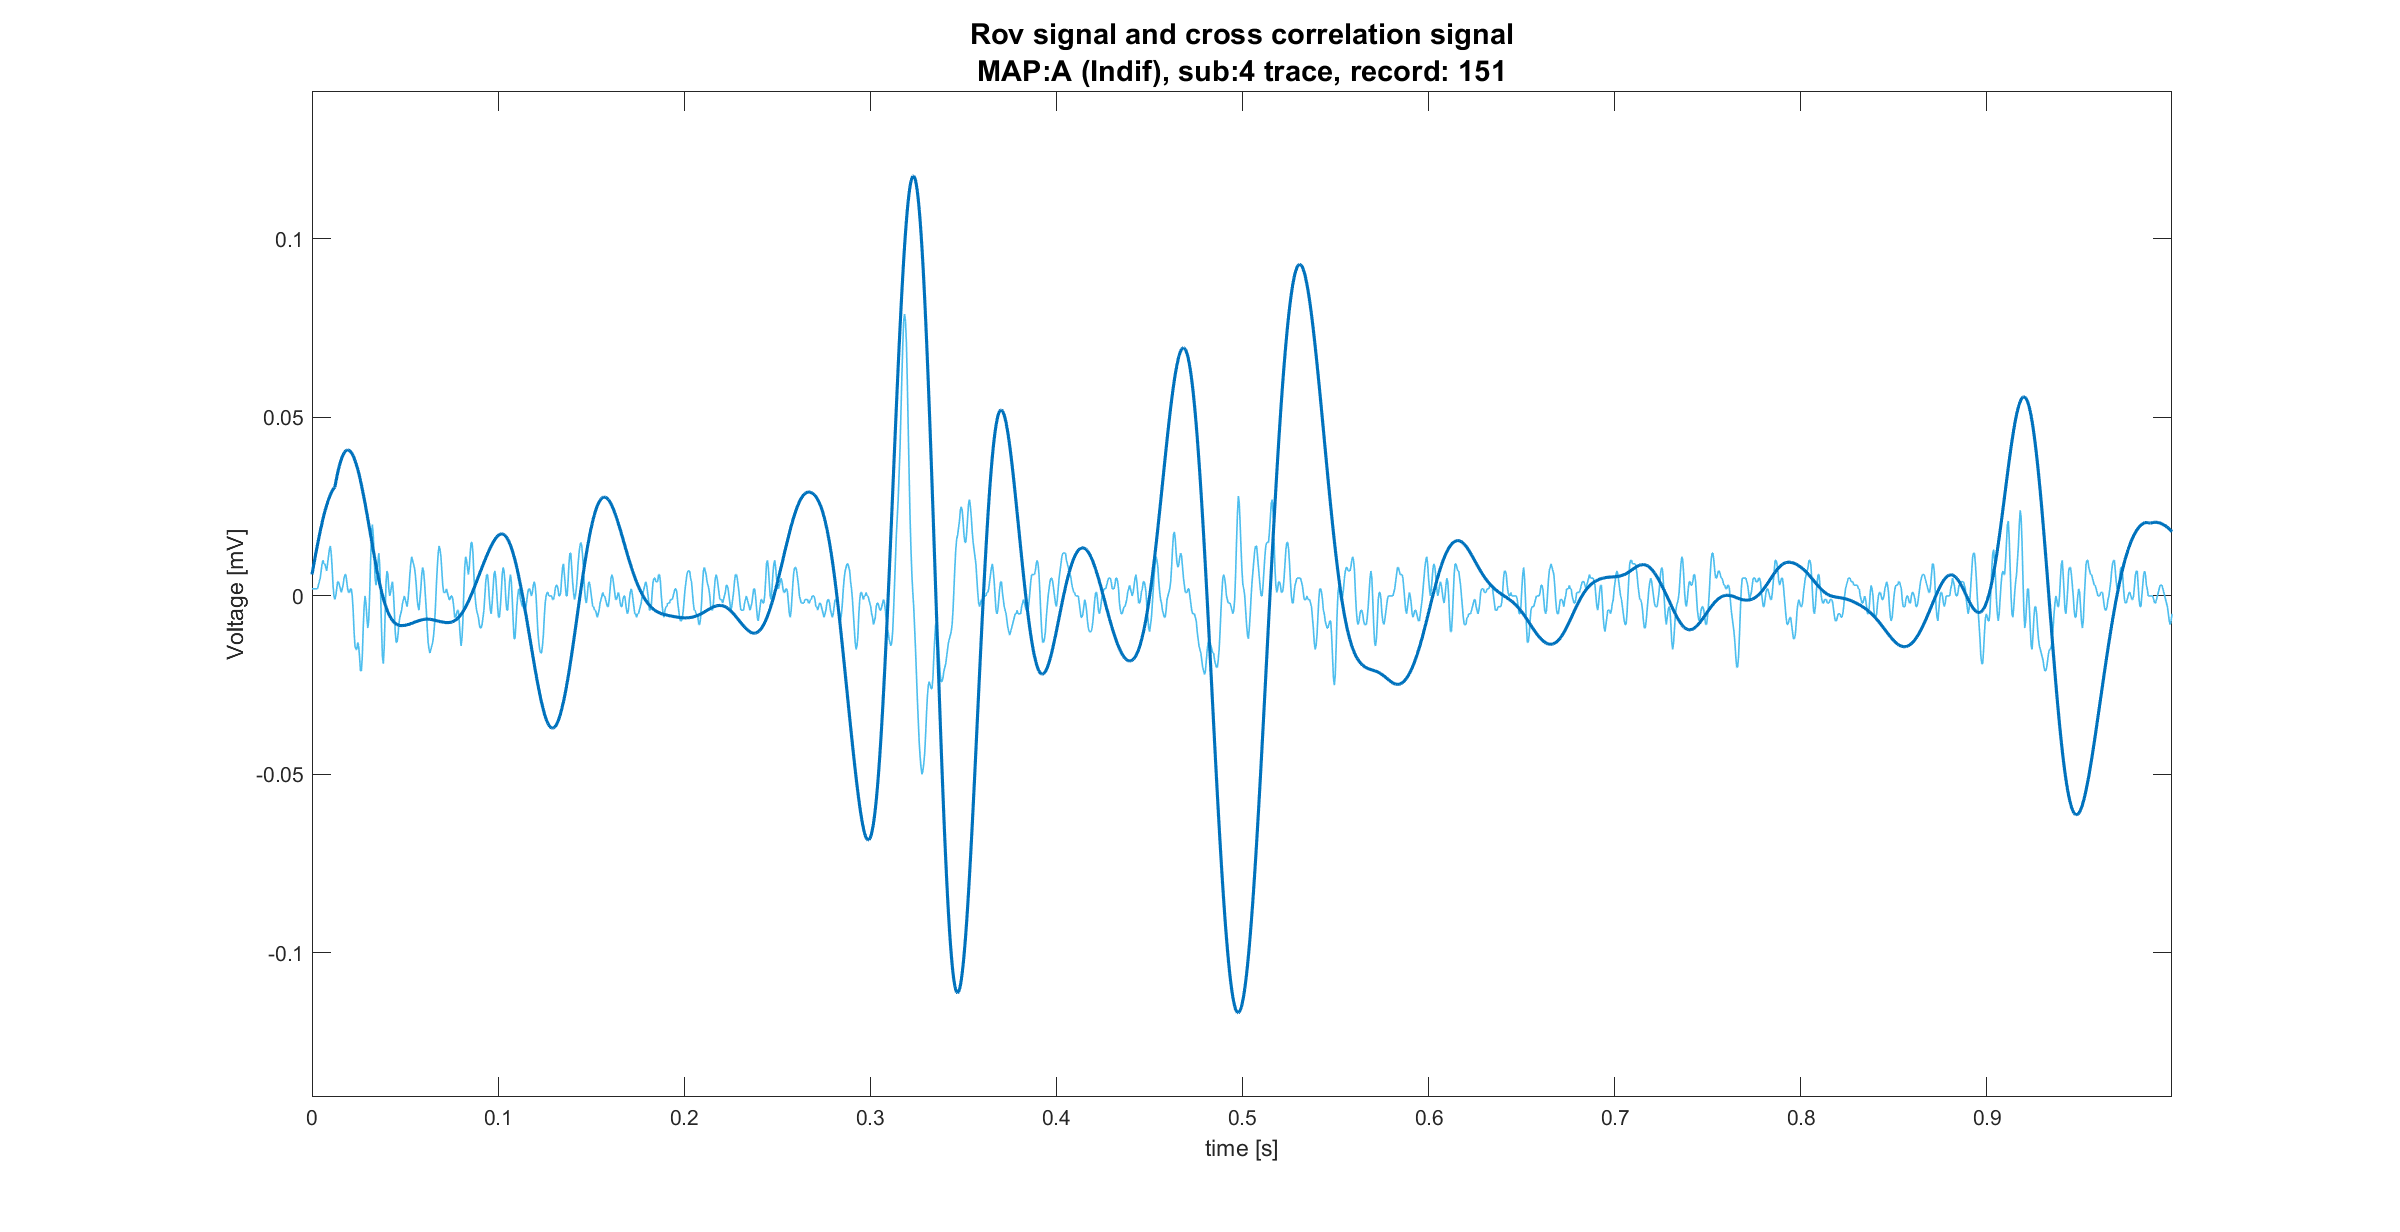 Rov signal and cross correlation signal
MAP:A (Indif), sub:4 trace, record: 151
0.1
0.05
0
-0.05
-0.1
Voltage [mV]
0 0.1 0.2 0.3 0.4 0.5 0.6 0.7 0.8 0.9
time [s]